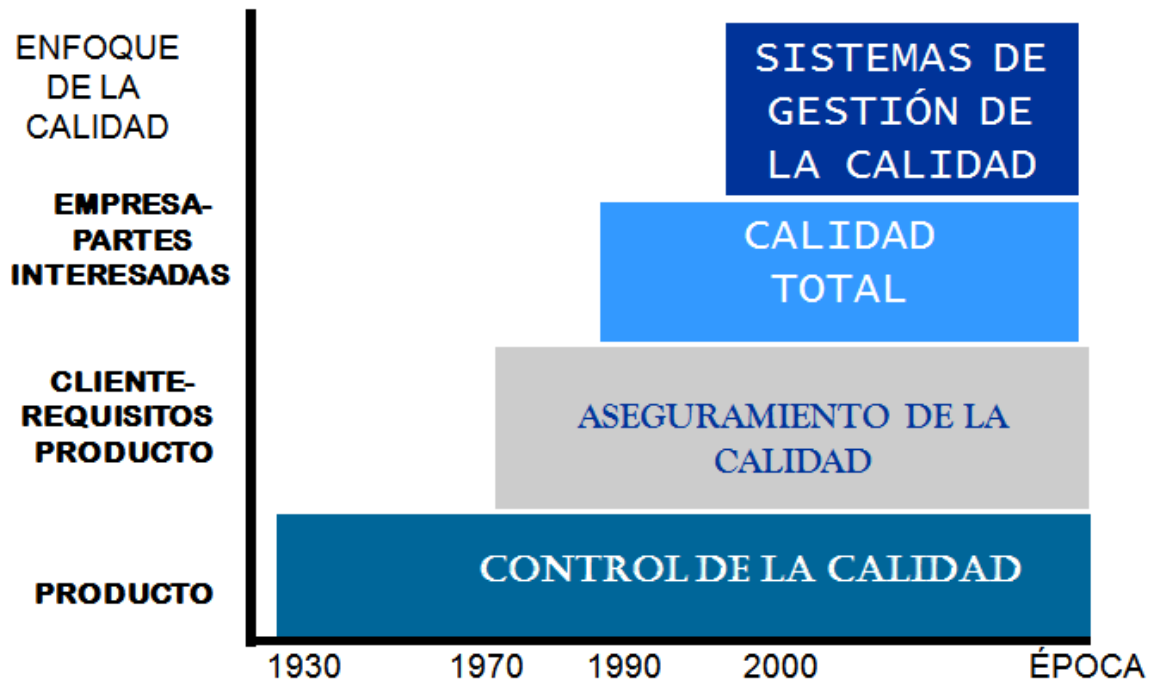 ENFOQUE
DE LA
CALIDAD
SISTEMAS DE
GESTIÓN DE
LA CALIDAD
EMPRESA-
PARTES
INTERESADAS
CALIDAD
TOTAL
CLIENTE-
REQUISITOS
PRODUCTO
ASEGURAMIENTO DE LA
CALIDAD
PRODUCTO
CONTROL DE LA CALIDAD
1930 1970 1990 2000 ÉPOCA